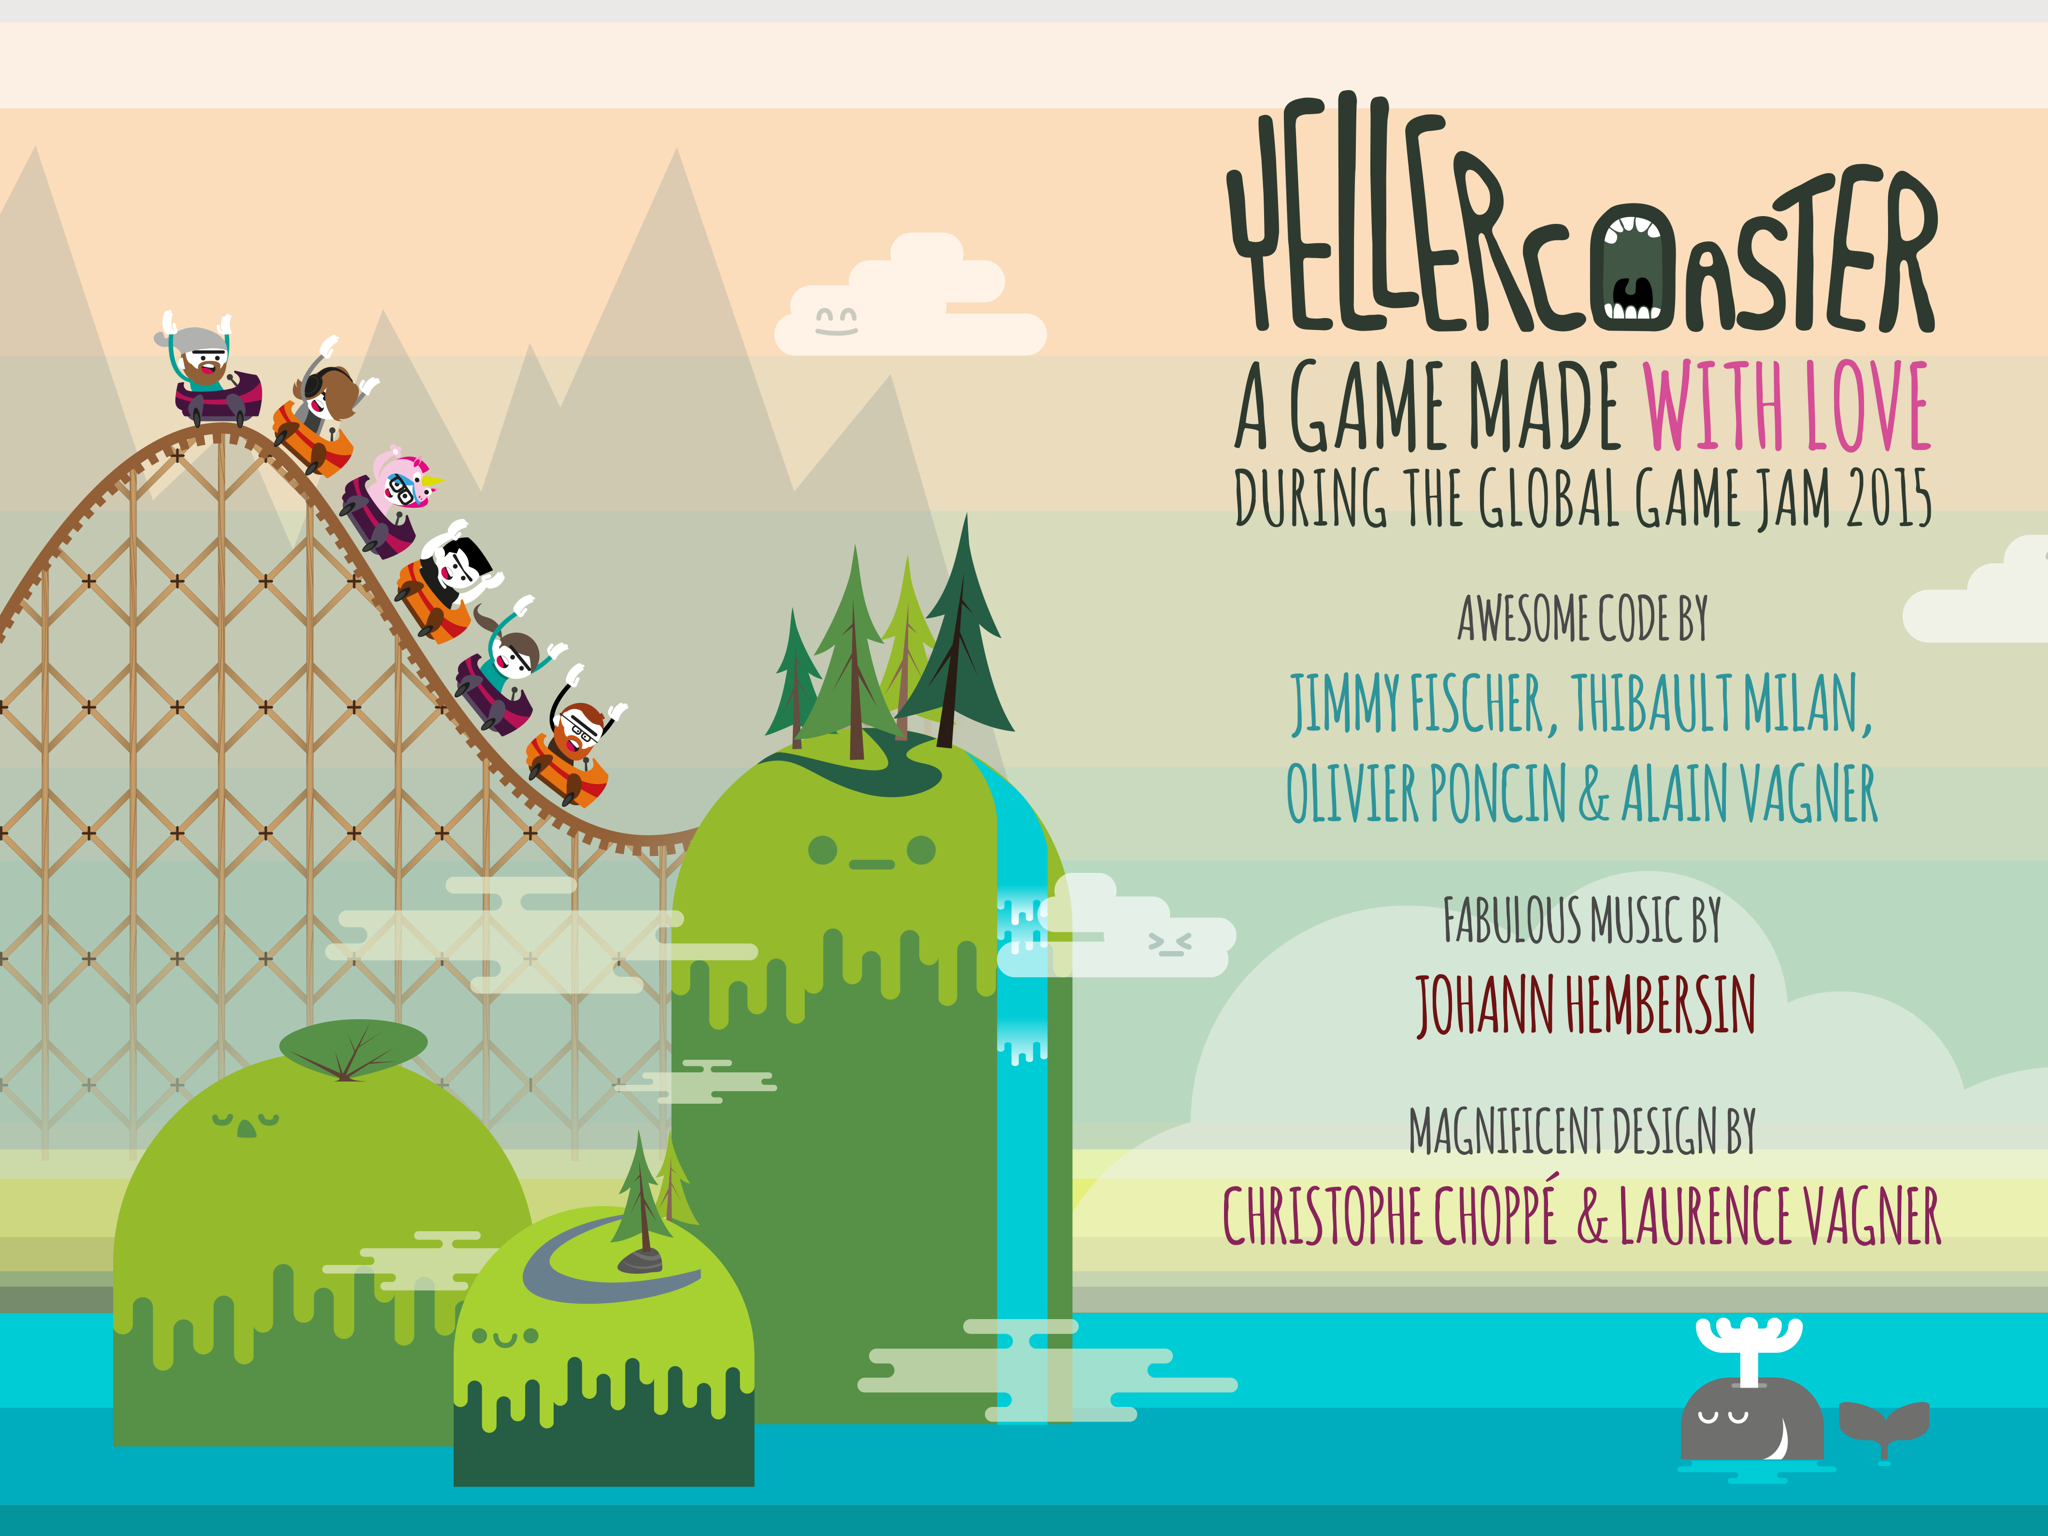 YELLERCOASTER
A GAME MADE WITH LOVE
DURING THE GLOBAL GAME JAM 2015
AWESOME CODE BY
JIMMY FISCHER, THIBAULT MILAN,
OLIVIER PONCIN & ALAIN VAGNER
FABULOUS MUSIC BY
JOHANN HEMBERSIN
MAGNIFICENT DESIGN BY
CHRISTOPHE CHOPPÉ & LAURENCE VAGNER